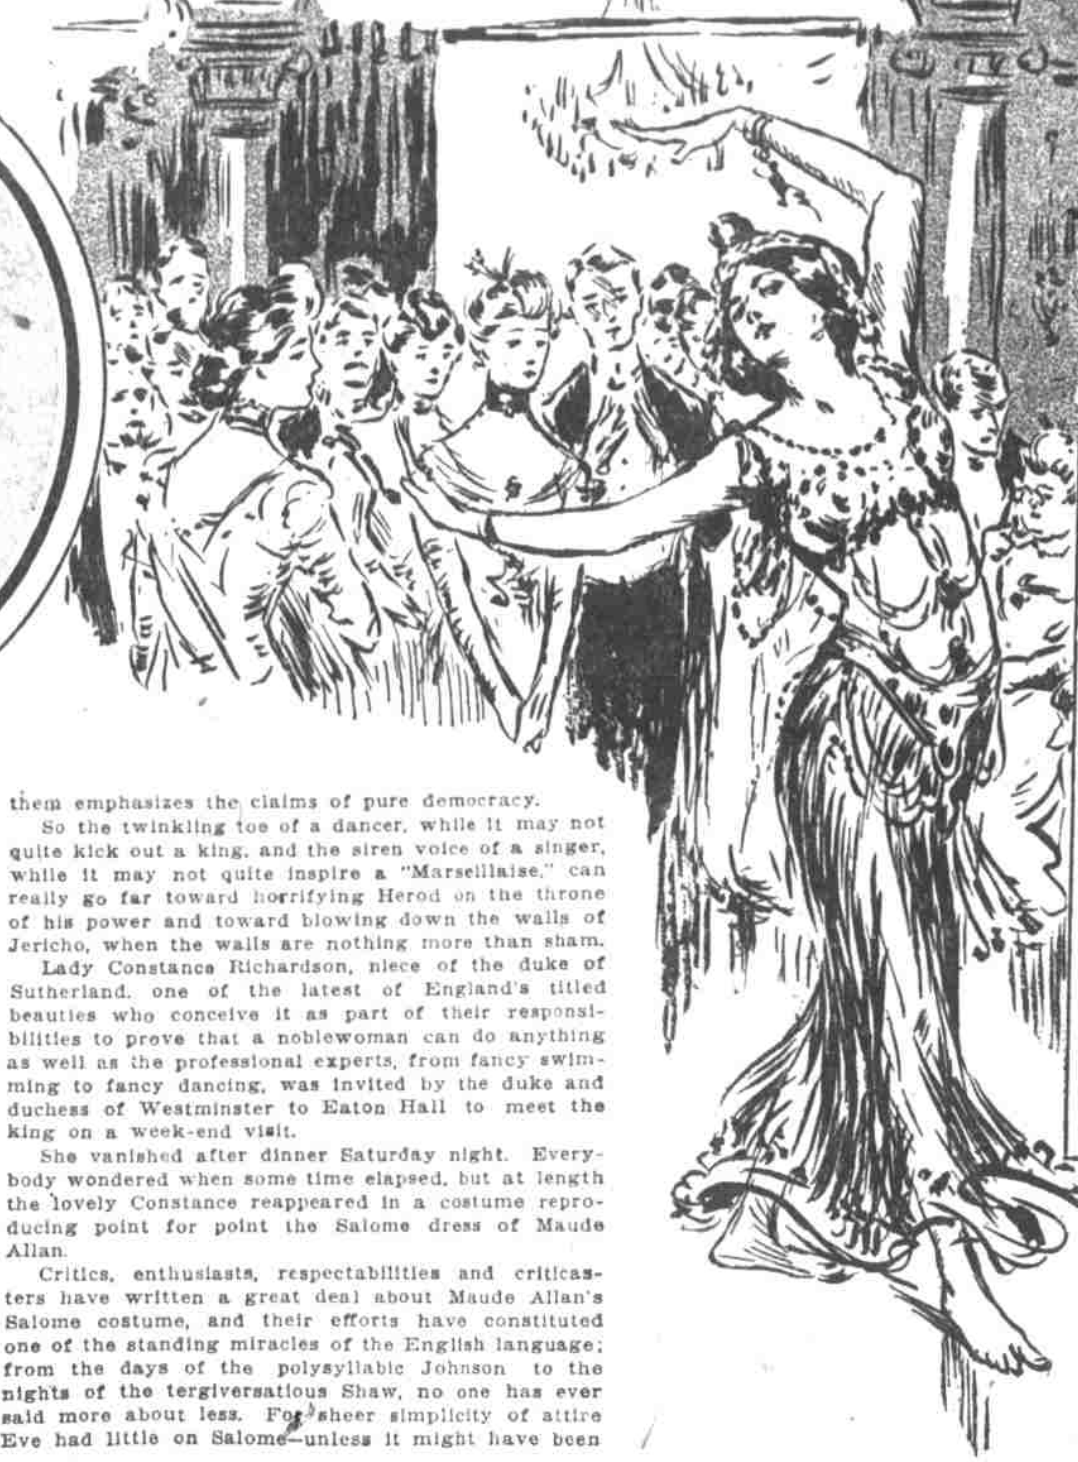 them emphasizes the claims of pure democracy.
So the twinkling toe of a dancer, while it may not
quite kick out a king, and the siren voice of a singer,
while it may not quite inspire a "Marseillaise," can
really go far toward horrifying Herod on the throne
of his power and toward blowing down the walls of
Jericho, when the walls are nothing more than sham.
Lady Constance Richardson, niece of the duke of
Sutherland, one of the latest of England's titled
beauties who conceive it as part of their responsi-
bilities to prove that a noblewoman can do anything
as well as the professional experts, from fancy swim-
ming to fancy dancing, was invited by the duke and
duchess of Westminster to Eaton Hall to meet the
king on a week-end visit.
She vanished after dinner Saturday night. Every-
body wondered when some time elapsed, but at length
the lovely Constance reappeared in a costume repro-
ducing point for point the Salome dress of Maude
Allan.
Critics, enthusiasts, respectabilities and criticas-
ters have written a great deal about Maude Allan's
Salome costume, and their efforts have constituted
one of the standing miracles of the English language;
from the days of the polysyllabic Johnson to the
nights of the tergiversatious Shaw, no one has ever
said more about less. For sheer simplicity of attire
Eve had little on Salome—unless it might have been